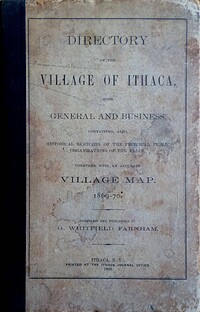 DIRECTORY
OF THE
VILLAGE OF ITHACA,
GENERAL AND BUSINESS,
CONTAINING, ALSO,
HISTORICAL SKETCHES OF THE PRINCIPAL PUBLIC
ORGANIZATIONS OF THE PLACE,
TOGETHER WITH AN ACCURATE
VILLAGE MAP.
1869-70.
COMPILED AND PUBLISHED BY
G. WHITFIELD FARNHAM.
ITHACA, N. Y.:
PRINTED AT THE ITHACA JOURNAL OFFICE.